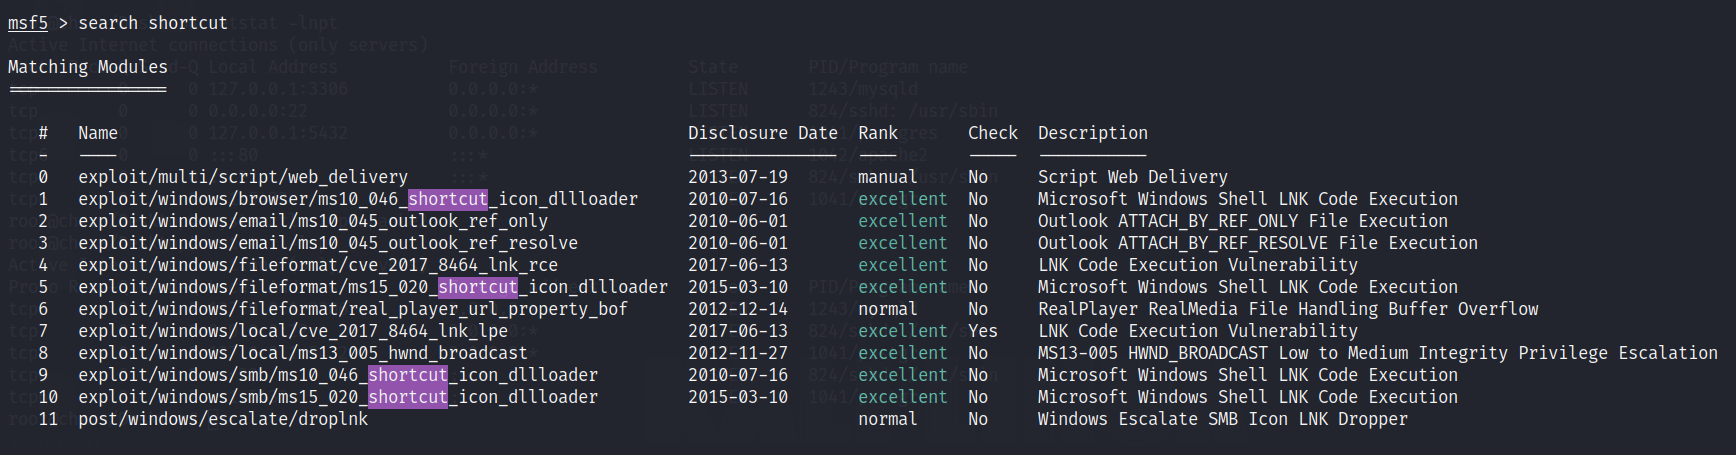 msf5 > search shortcut
Matching Modules
================
#   Name   Disclosure Date   Rank   Check   Description
-   ----   ---------------   ----   -----   -----------
0   exploit/multi/script/web_delivery   2013-07-19   manual   No   Script Web Delivery
1   exploit/windows/browser/ms10_046_shortcut_icon_dllloader   2010-07-16   excellent   No   Microsoft Windows Shell LNK Code Execution
2   exploit/windows/email/ms10_045_outlook_ref_only   2010-06-01   excellent   No   Outlook ATTACH_BY_REF_ONLY File Execution
3   exploit/windows/email/ms10_045_outlook_ref_resolve   2010-06-01   excellent   No   Outlook ATTACH_BY_REF_RESOLVE File Execution
4   exploit/windows/fileformat/cve_2017_8464_lnk_rce   2017-06-13   excellent   No   LNK Code Execution Vulnerability
5   exploit/windows/fileformat/ms15_020_shortcut_icon_dllloader   2015-03-10   excellent   No   Microsoft Windows Shell LNK Code Execution
6   exploit/windows/fileformat/real_player_url_property_bof   2012-12-14   normal   No   RealPlayer RealMedia File Handling Buffer Overflow
7   exploit/windows/local/cve_2017_8464_lnk_lpe   2017-06-13   excellent   Yes   LNK Code Execution Vulnerability
8   exploit/windows/local/ms13_005_hwnd_broadcast   2012-11-27   excellent   No   MS13-005 HWND_BROADCAST Low to Medium Integrity Privilege Escalation
9   exploit/windows/smb/ms10_046_shortcut_icon_dllloader   2010-07-16   excellent   No   Microsoft Windows Shell LNK Code Execution
10   exploit/windows/smb/ms15_020_shortcut_icon_dllloader   2015-03-10   excellent   No   Microsoft Windows Shell LNK Code Execution
11   post/windows/escalate/droplnk   normal   No   Windows Escalate SMB Icon LNK Dropper